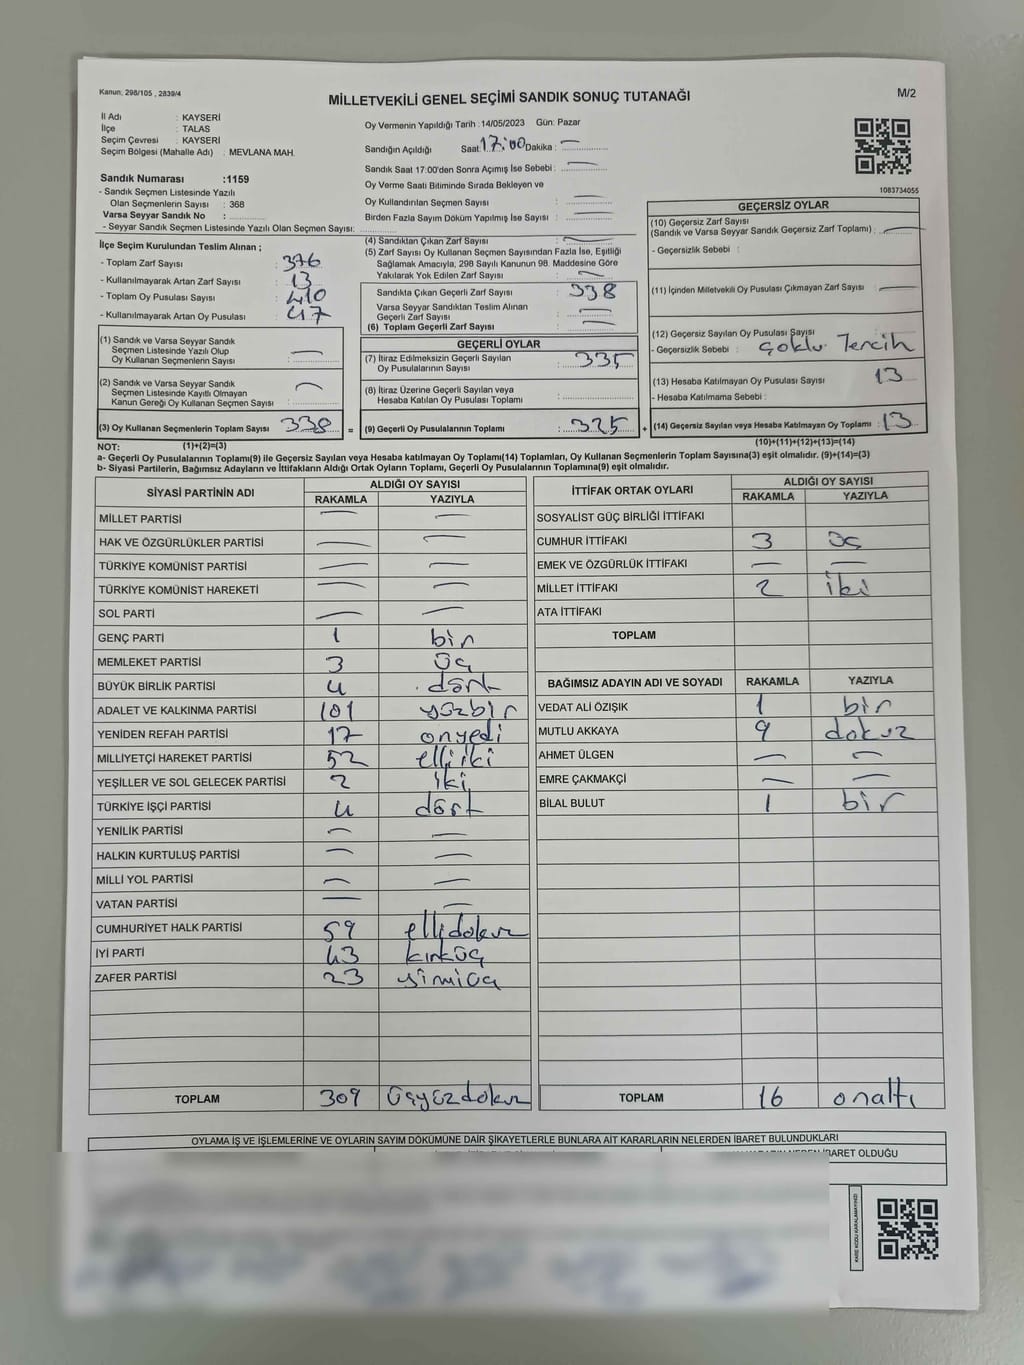 Kanun, 298/105 , 2839/4
MİLLETVEKİLİ GENEL SEÇİMİ SANDIK SONUÇ TUTANAĞI
M/2
İl Adı : KAYSERİ
İlçe : TALAS
Seçim Çevresi : KAYSERİ
Seçim Bölgesi (Mahalle Adı) : MEVLANA MAH.
Sandık Numarası :1159
- Sandık Seçmen Listesinde Yazılı
Olan Seçmenlerin Sayısı : 368
Varsa Seyyar Sandık No :
- Seyyar Sandık Seçmen Listesinde Yazılı Olan Seçmen Sayısı:
Oy Vermenin Yapıldığı Tarih : 14/05/2023 Gün: Pazar
Sandığın Açıldığı Saat: 17:00 Dakika : —
Sandık Saat 17:00'den Sonra Açımış İse Sebebi : —
Oy Verme Saati Bitiminde Sırada Bekleyen ve
Oy Kullandırılan Seçmen Sayısı : —
Birden Fazla Sayım Döküm Yapılmış İse Sayısı : —
1083734055
İlçe Seçim Kurulundan Teslim Alınan ;
- Toplam Zarf Sayısı : 376
- Kullanılmayarak Artan Zarf Sayısı : 13
- Toplam Oy Pusulası Sayısı : 410
- Kullanılmayarak Artan Oy Pusulası : 47
(4) Sandıktan Çıkan Zarf Sayısı : —
(5) Zarf Sayısı Oy Kullanan Seçmen Sayısından Fazla İse, Eşitliği
Sağlamak Amacıyla, 298 Sayılı Kanunun 98. Maddesine Göre
Yakılarak Yok Edilen Zarf Sayısı : —
Sandıkta Çıkan Geçerli Zarf Sayısı : 338
Varsa Seyyar Sandıktan Teslim Alınan
Geçerli Zarf Sayısı : —
(6) Toplam Geçerli Zarf Sayısı : —
GEÇERSİZ OYLAR
(10) Geçersiz Zarf Sayısı
(Sandık ve Varsa Seyyar Sandık Geçersiz Zarf Toplamı) : —
- Geçersizlik Sebebi :
(11) İçinden Milletvekili Oy Pusulası Çıkmayan Zarf Sayısı : —
(12) Geçersiz Sayılan Oy Pusulası Sayısı :
- Geçersizlik Sebebi : Çoklu Tercih
(13) Hesaba Katılmayan Oy Pusulası Sayısı : 13
- Hesaba Katılmama Sebebi :
(1) Sandık ve Varsa Seyyar Sandık
Seçmen Listesinde Yazılı Olup
Oy Kullanan Seçmenlerin Sayısı : —
(2) Sandık ve Varsa Seyyar Sandık
Seçmen Listesinde Kayıtlı Olmayan
Kanun Gereği Oy Kullanan Seçmen Sayısı : —
GEÇERLİ OYLAR
(7) İtiraz Edilmeksizin Geçerli Sayılan
Oy Pusulalarının Sayısı : 335
(8) İtiraz Üzerine Geçerli Sayılan veya
Hesaba Katılan Oy Pusulası Toplamı :
(3) Oy Kullanan Seçmenlerin Toplam Sayısı : 338 = (9) Geçerli Oy Pusulalarının Toplamı : 325 + (14) Geçersiz Sayılan veya Hesaba Katılmayan Oy Toplamı : 13
NOT: (1)+(2)=(3) (10)+(11)+(12)+(13)=(14)
a- Geçerli Oy Pusulalarının Toplamı(9) ile Geçersiz Sayılan veya Hesaba katılmayan Oy Toplamı(14) Toplamları, Oy Kullanan Seçmenlerin Toplam Sayısına(3) eşit olmalıdır. (9)+(14)=(3)
b- Siyasi Partilerin, Bağımsız Adayların ve İttifakların Aldığı Ortak Oyların Toplamı, Geçerli Oy Pusulalarının Toplamına(9) eşit olmalıdır.
SİYASİ PARTİNİN ADI ALDIĞI OY SAYISI
RAKAMLA YAZIYLA
MİLLET PARTİSİ — —
HAK VE ÖZGÜRLÜKLER PARTİSİ — —
TÜRKİYE KOMÜNİST PARTİSİ — —
TÜRKİYE KOMÜNİST HAREKETİ — —
SOL PARTİ — —
GENÇ PARTİ 1 bir
MEMLEKET PARTİSİ 3 üç
BÜYÜK BİRLİK PARTİSİ 4 dört
ADALET VE KALKINMA PARTİSİ 101 yüzbir
YENİDEN REFAH PARTİSİ 17 onyedi
MİLLİYETÇİ HAREKET PARTİSİ 52 elliiki
YEŞİLLER VE SOL GELECEK PARTİSİ 2 iki
TÜRKİYE İŞÇİ PARTİSİ 4 dört
YENİLİK PARTİSİ — —
HALKIN KURTULUŞ PARTİSİ — —
MİLLİ YOL PARTİSİ — —
VATAN PARTİSİ — —
CUMHURİYET HALK PARTİSİ 59 ellidokuz
İYİ PARTİ 43 kırküç
ZAFER PARTİSİ 23 yirmiüç
TOPLAM 309 üçyüzdokuz
İTTİFAK ORTAK OYLARI ALDIĞI OY SAYISI
RAKAMLA YAZIYLA
SOSYALİST GÜÇ BİRLİĞİ İTTİFAKI
CUMHUR İTTİFAKI 3 üç
EMEK VE ÖZGÜRLÜK İTTİFAKI — —
MİLLET İTTİFAKI 2 iki
ATA İTTİFAKI
TOPLAM
BAĞIMSIZ ADAYIN ADI VE SOYADI RAKAMLA YAZIYLA
VEDAT ALİ ÖZIŞIK 1 bir
MUTLU AKKAYA 9 dokuz
AHMET ÜLGEN — —
EMRE ÇAKMAKÇİ — —
BİLAL BULUT 1 bir
TOPLAM 16 onaltı
OYLAMA İŞ VE İŞLEMLERİNE VE OYLARIN SAYIM DÖKÜMÜNE DAİR ŞİKAYETLERLE BUNLARA AİT KARARLARIN NELERDEN İBARET BULUNDUKLARI
İBARET OLDUĞU
KARE KODU KARALAMAYINIZ!